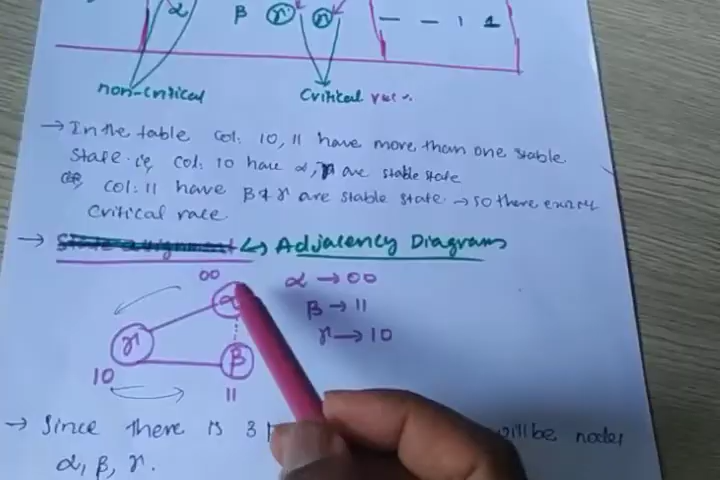 α β r r - - 1 1
non-critical Critical race.
→ In the table col: 10, 11 have more than one stable
state. ie, col: 10 have α, r are stable state
col: 11 have β & r are stable state → so there exist
critical race
→ Adjacency Diagrams
00 α → 00
α β → 11
r r → 10
β
10
11
→ Since there is 3 will be nodes
α, β, r.